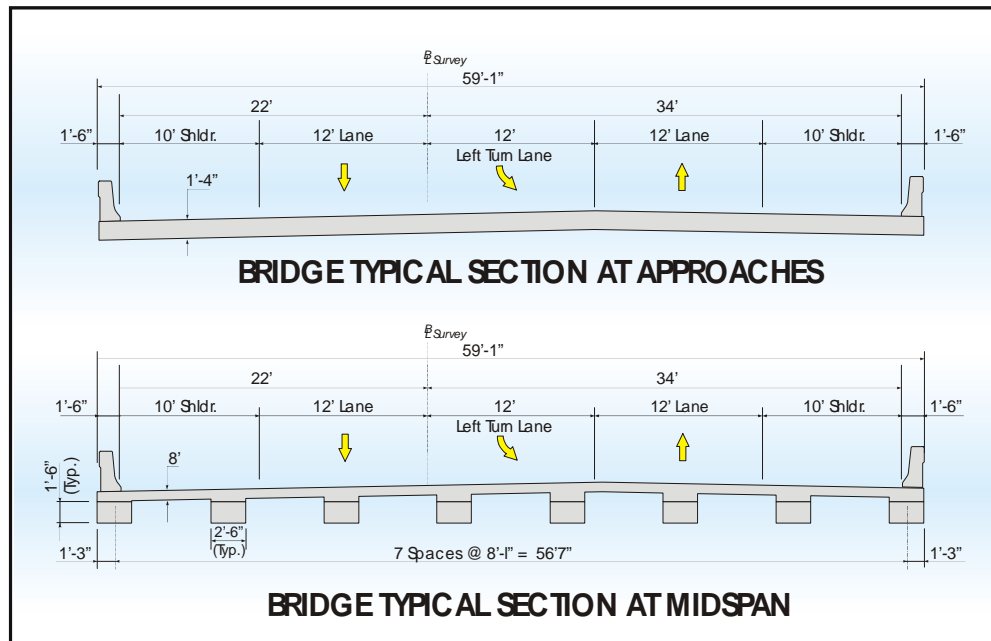 BL Survey
59'-1"
22' 34'
1'-6" 10' Shldr. 12' Lane 12' 12' Lane 10' Shldr. 1'-6"
Left Turn Lane
1'-4"
BRIDGE TYPICAL SECTION AT APPROACHES
BL Survey
59'-1"
22' 34'
1'-6" 10' Shldr. 12' Lane 12' 12' Lane 10' Shldr. 1'-6"
Left Turn Lane
1'-6"
(Typ.)
8'
2'-6"
(Typ.)
1'-3" 7 Spaces @ 8'-1" = 56'7" 1'-3"
BRIDGE TYPICAL SECTION AT MIDSPAN